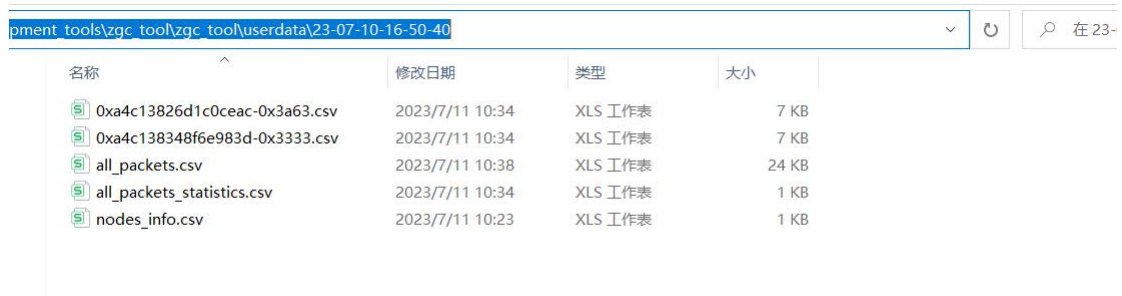 pment_tools\zgc_tool\zgc_tool\userdata\23-07-10-16-50-40 在 23-
名称 修改日期 类型 大小
0xa4c13826d1c0ceac-0x3a63.csv 2023/7/11 10:34 XLS 工作表 7 KB
0xa4c138348f6e983d-0x3333.csv 2023/7/11 10:34 XLS 工作表 7 KB
all_packets.csv 2023/7/11 10:38 XLS 工作表 24 KB
all_packets_statistics.csv 2023/7/11 10:34 XLS 工作表 1 KB
nodes_info.csv 2023/7/11 10:23 XLS 工作表 1 KB